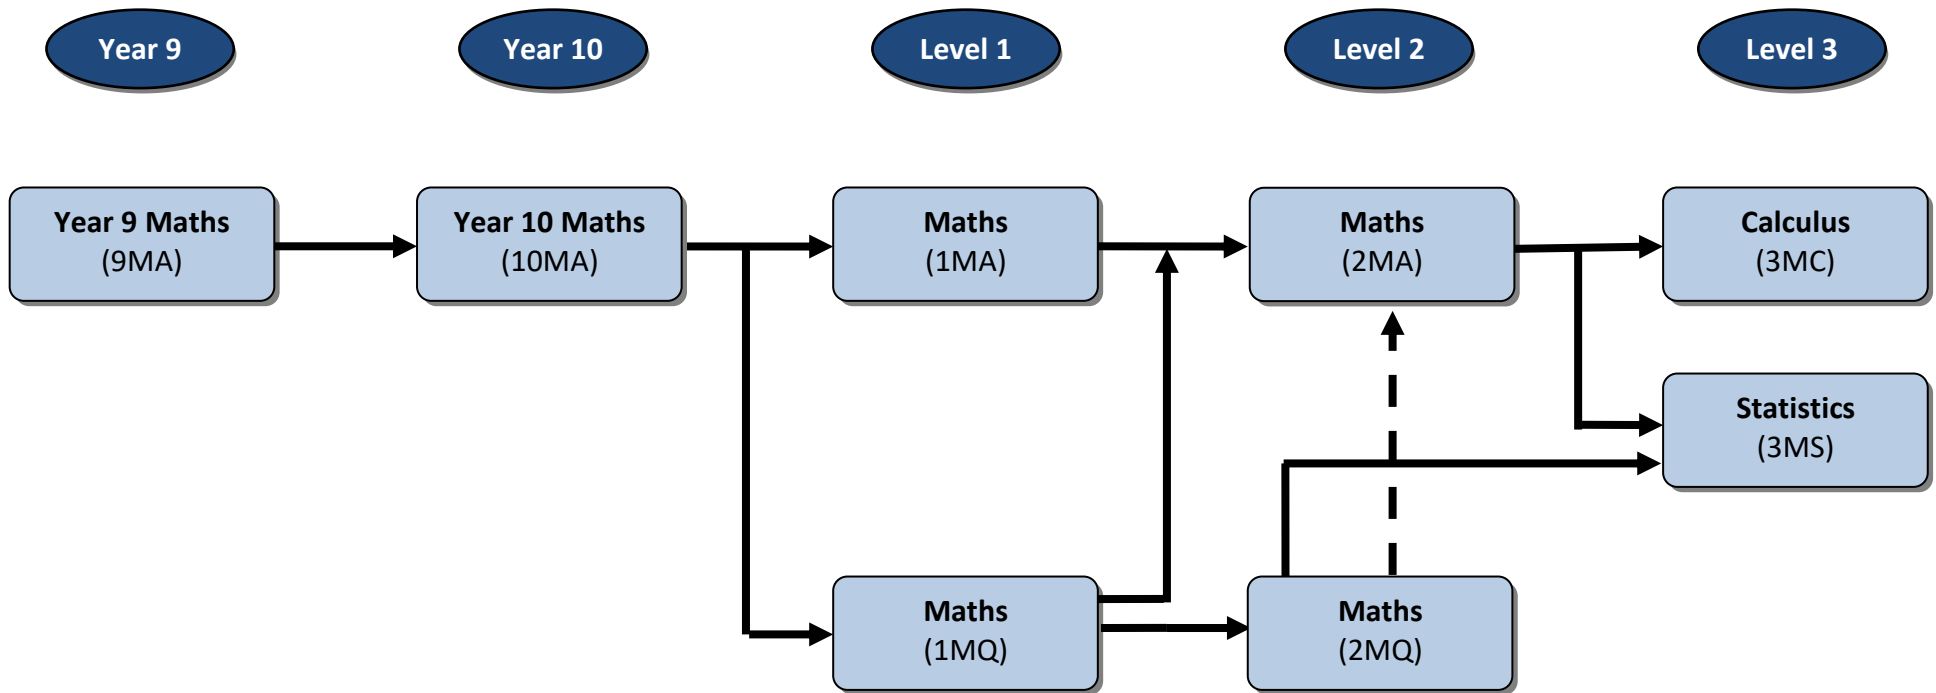 Year 9
Year 10
Level 1
Level 2
Level 3
Year 9 Maths
(9MA)
Year 10 Maths
(10MA)
Maths
(1MA)
Maths
(2MA)
Calculus
(3MC)
Statistics
(3MS)
Maths
(1MQ)
Maths
(2MQ)